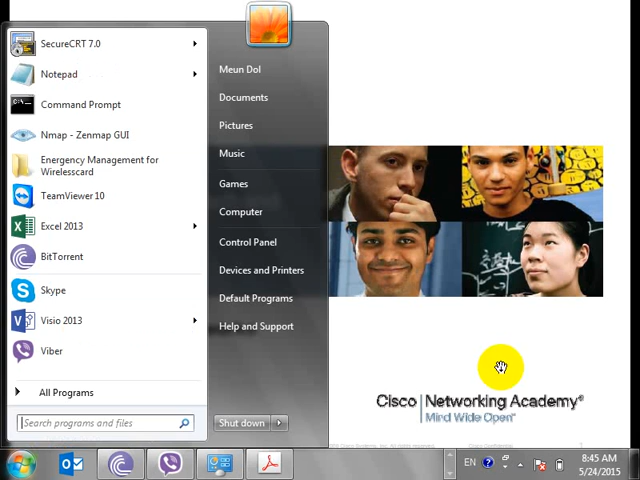 SecureCRT 7.0
Notepad
Command Prompt
Nmap - Zenmap GUI
Energency Management for
Wirelesscard
TeamViewer 10
Excel 2013
BitTorrent
Skype
Visio 2013
Viber
All Programs
Search programs and files
Meun Dol
Documents
Pictures
Music
Games
Computer
Control Panel
Devices and Printers
Default Programs
Help and Support
Shut down
Cisco Networking Academy®
Mind Wide Open™
EN
8:45 AM
5/24/2015